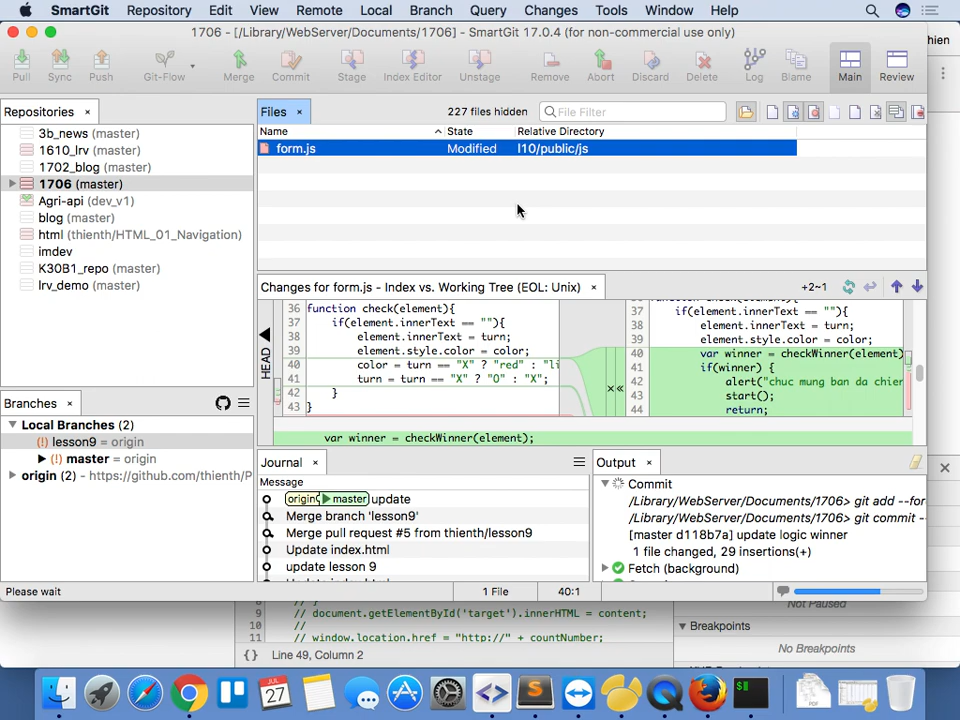 SmartGit Repository Edit View Remote Local Branch Query Changes Tools Window Help
1706 - [/Library/WebServer/Documents/1706] - SmartGit 17.0.4 (for non-commercial use only)
hien
Pull Sync Push Git-Flow Merge Commit Stage Index Editor Unstage Remove Abort Discard Delete Log Blame Main Review
Repositories ×
3b_news (master)
1610_lrv (master)
1702_blog (master)
1706 (master)
Agri-api (dev_v1)
blog (master)
html (thienth/HTML_01_Navigation)
imdev
K30B1_repo (master)
lrv_demo (master)
Files × 227 files hidden File Filter
Name State Relative Directory
form.js Modified l10/public/js
Changes for form.js - Index vs. Working Tree (EOL: Unix) × +2~1
HEAD
36 function check(element){
37 if(element.innerText == ""){
38 element.innerText = turn;
39 element.style.color = color;
40 color = turn == "X" ? "red" : "li
41 turn = turn == "X" ? "O" : "X";
42 }
43 }
37 if(element.innerText == ""){
38 element.innerText = turn;
39 element.style.color = color;
40 var winner = checkWinner(element)
41 if(winner) {
42 alert("chuc mung ban da chier
43 start();
44 return;
var winner = checkWinner(element);
Branches ×
Local Branches (2)
(!) lesson9 = origin
(!) master = origin
origin (2) - https://github.com/thienth/P
Journal ×
Message
origin master update
Merge branch 'lesson9'
Merge pull request #5 from thienth/lesson9
Update index.html
update lesson 9
Output ×
Commit
/Library/WebServer/Documents/1706> git add --for
/Library/WebServer/Documents/1706> git commit --
[master d118b7a] update logic winner
1 file changed, 29 insertions(+)
Fetch (background)
Please wait 1 File 40:1
// document.getElementById('target').innerHTML = content;
10 //
11 // window.location.href = "http://" + countNumber;
{} Line 49, Column 2
Not Paused
Breakpoints
No Breakpoints
JUL
27